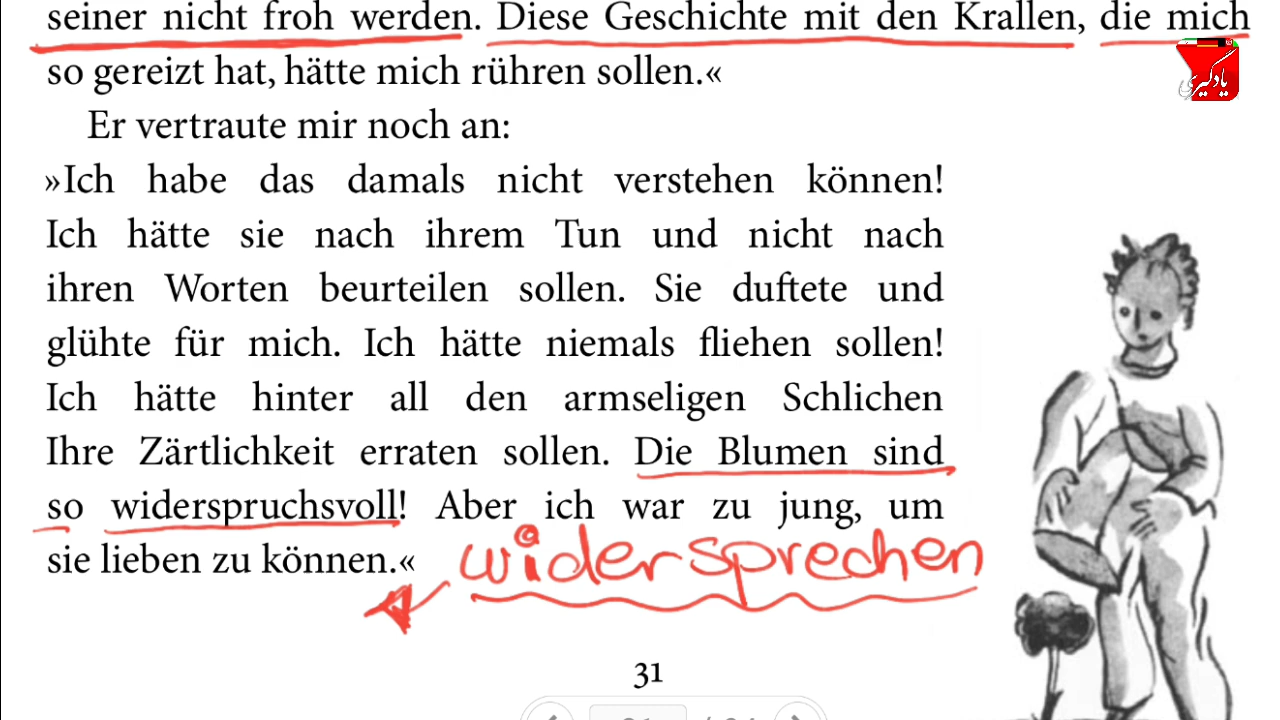 seiner nicht froh werden. Diese Geschichte mit den Krallen, die mich
so gereizt hat, hätte mich rühren sollen.«
یادگیری
Er vertraute mir noch an:
»Ich habe das damals nicht verstehen können!
Ich hätte sie nach ihrem Tun und nicht nach
ihren Worten beurteilen sollen. Sie duftete und
glühte für mich. Ich hätte niemals fliehen sollen!
Ich hätte hinter all den armseligen Schlichen
Ihre Zärtlichkeit erraten sollen. Die Blumen sind
so widerspruchsvoll! Aber ich war zu jung, um
sie lieben zu können.«
widersprechen
31